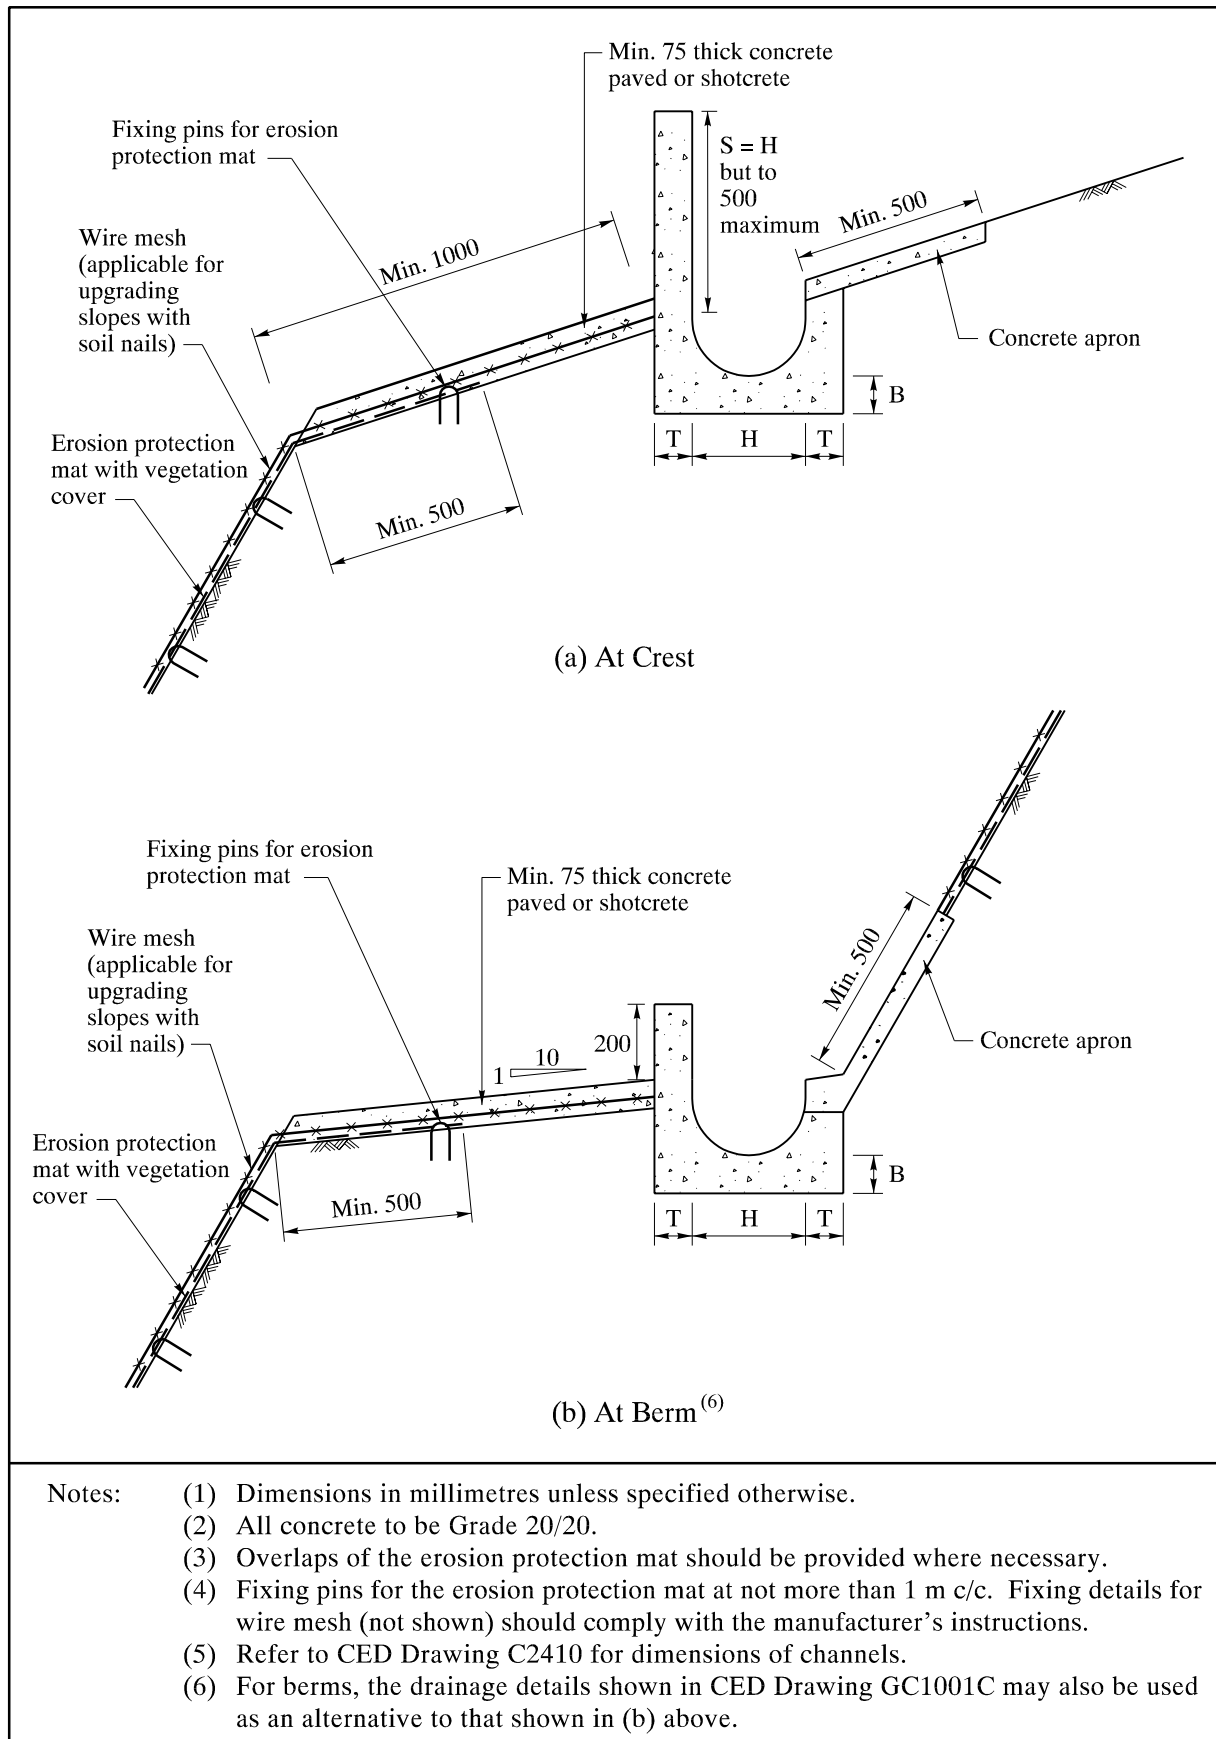 Min. 75 thick concrete
paved or shotcrete
Fixing pins for erosion
protection mat
S = H
but to
500
maximum
Min. 500
Wire mesh
(applicable for
upgrading
slopes with
soil nails)
Min. 1000
Concrete apron
B
Erosion protection
mat with vegetation
cover
T
H
T
Min. 500
(a) At Crest
Fixing pins for erosion
protection mat
Min. 75 thick concrete
paved or shotcrete
Wire mesh
(applicable for
upgrading
slopes with
soil nails)
Min. 500
200
10
1
Concrete apron
Erosion protection
mat with vegetation
cover
B
Min. 500
T
H
T
(b) At Berm (6)
Notes:
(1) Dimensions in millimetres unless specified otherwise.
(2) All concrete to be Grade 20/20.
(3) Overlaps of the erosion protection mat should be provided where necessary.
(4) Fixing pins for the erosion protection mat at not more than 1 m c/c. Fixing details for
wire mesh (not shown) should comply with the manufacturer's instructions.
(5) Refer to CED Drawing C2410 for dimensions of channels.
(6) For berms, the drainage details shown in CED Drawing GC1001C may also be used
as an alternative to that shown in (b) above.